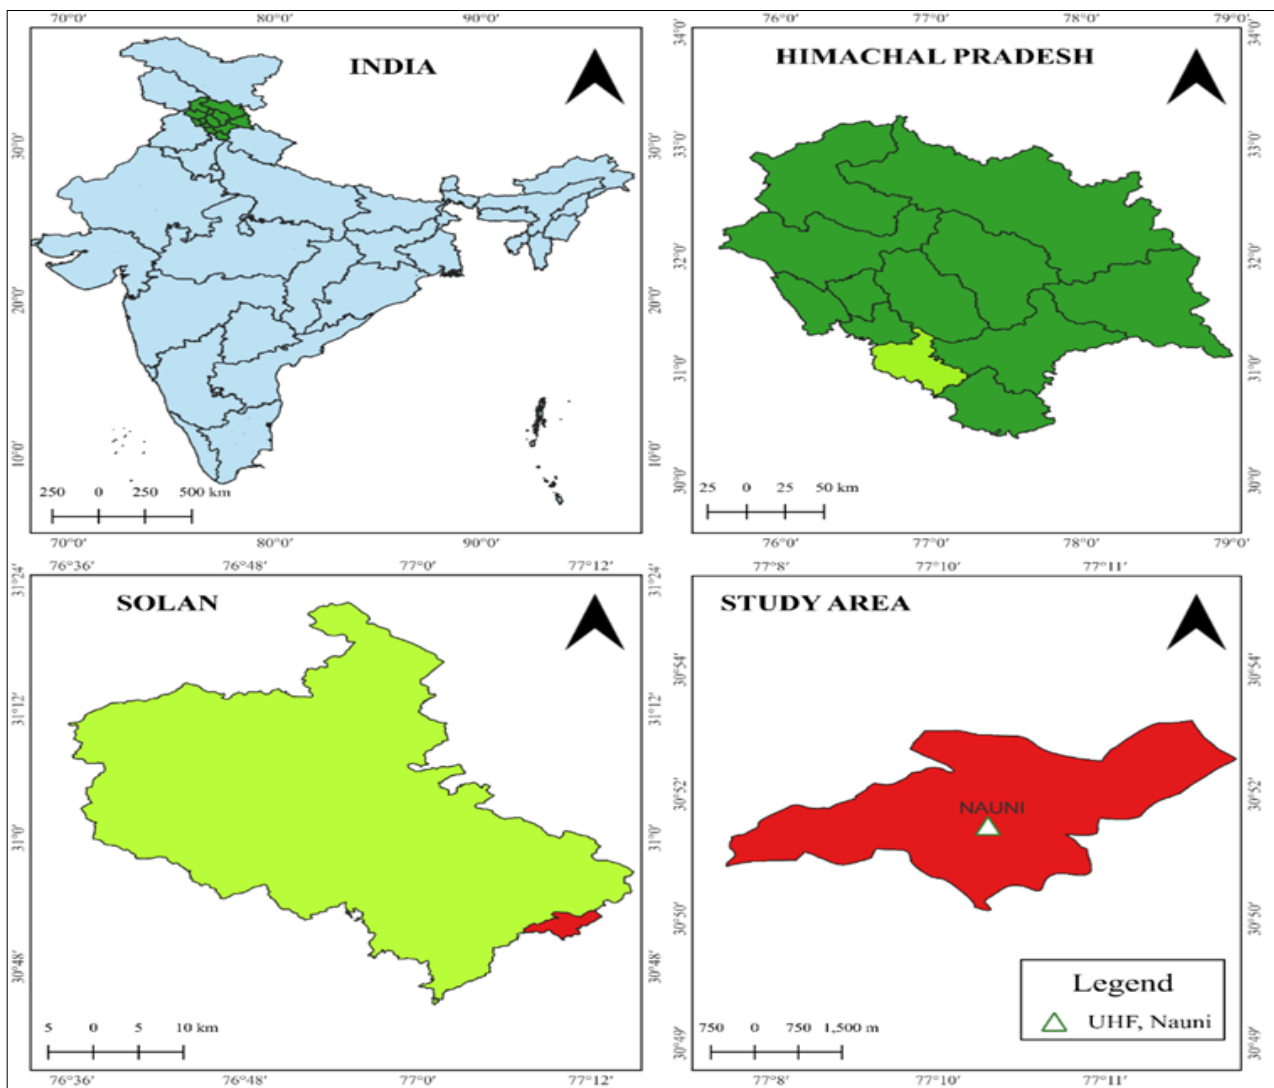 70°0' 80°0' 90°0'
INDIA
30°0' 30°0'
20°0' 20°0'
10°0' 10°0'
250 0 250 500 km
70°0' 80°0' 90°0'
76°0' 77°0' 78°0' 79°0'
HIMACHAL PRADESH
34°0' 34°0'
33°0' 33°0'
32°0' 32°0'
31°0' 31°0'
30°0' 30°0'
25 0 25 50 km
76°0' 77°0' 78°0' 79°0'
76°36' 76°48' 77°0' 77°12'
SOLAN
31°24' 31°24'
31°12' 31°12'
31°0' 31°0'
30°48' 30°48'
5 0 5 10 km
76°36' 76°48' 77°0' 77°12'
77°8' 77°10' 77°11'
STUDY AREA
30°54' 30°54'
30°52' 30°52'
NAUNI
30°50' 30°50'
30°49' 30°49'
Legend
UHF, Nauni
750 0 750 1,500 m
77°8' 77°10' 77°11'